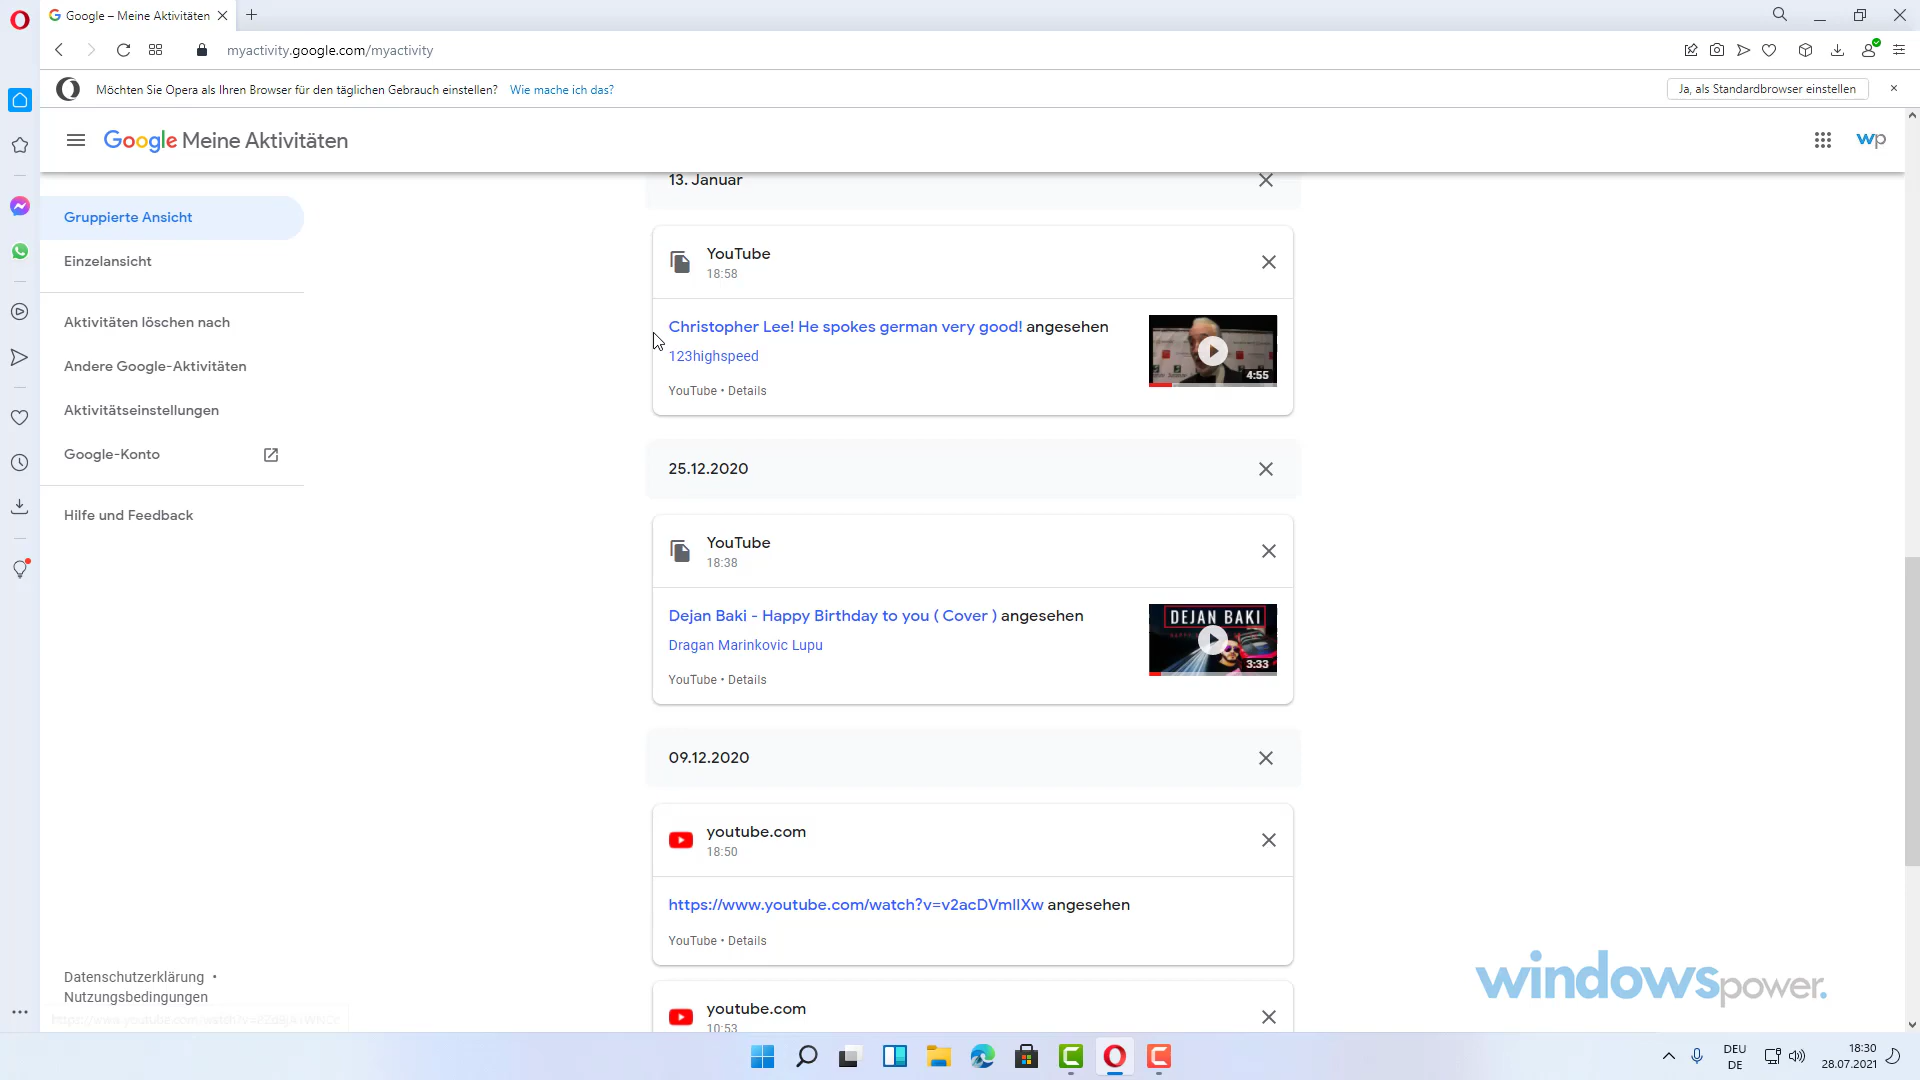 Google – Meine Aktivitäten
myactivity.google.com/myactivity
Möchten Sie Opera als Ihren Browser für den täglichen Gebrauch einstellen? Wie mache ich das?
Ja, als Standardbrowser einstellen
Google Meine Aktivitäten
wp
Gruppierte Ansicht
Einzelansicht
Aktivitäten löschen nach
Andere Google-Aktivitäten
Aktivitätseinstellungen
Google-Konto
Hilfe und Feedback
Datenschutzerklärung •
Nutzungsbedingungen
13. Januar
YouTube
18:58
Christopher Lee! He spokes german very good! angesehen
123highspeed
YouTube • Details
4:55
25.12.2020
YouTube
18:38
Dejan Baki - Happy Birthday to you ( Cover ) angesehen
Dragan Marinkovic Lupu
YouTube • Details
DEJAN BAKI
3:33
09.12.2020
youtube.com
18:50
https://www.youtube.com/watch?v=v2acDVmlIXw angesehen
YouTube • Details
youtube.com
10:53
windowspower.
DEU
DE
18:30
28.07.2021